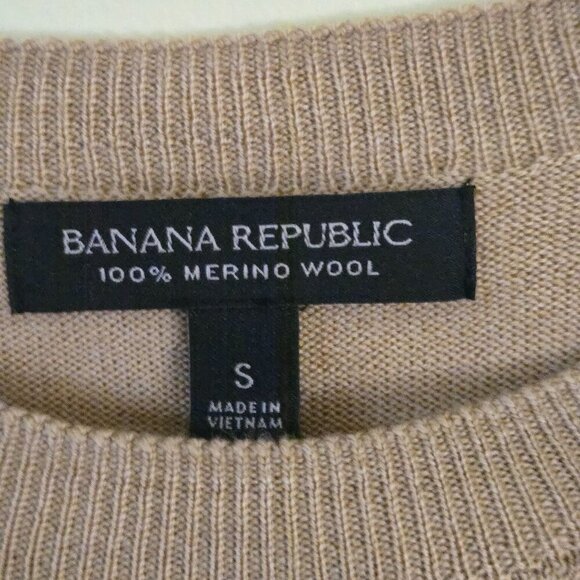 BANANA REPUBLIC
100% MERINO WOOL
S
MADE IN
VIETNAM